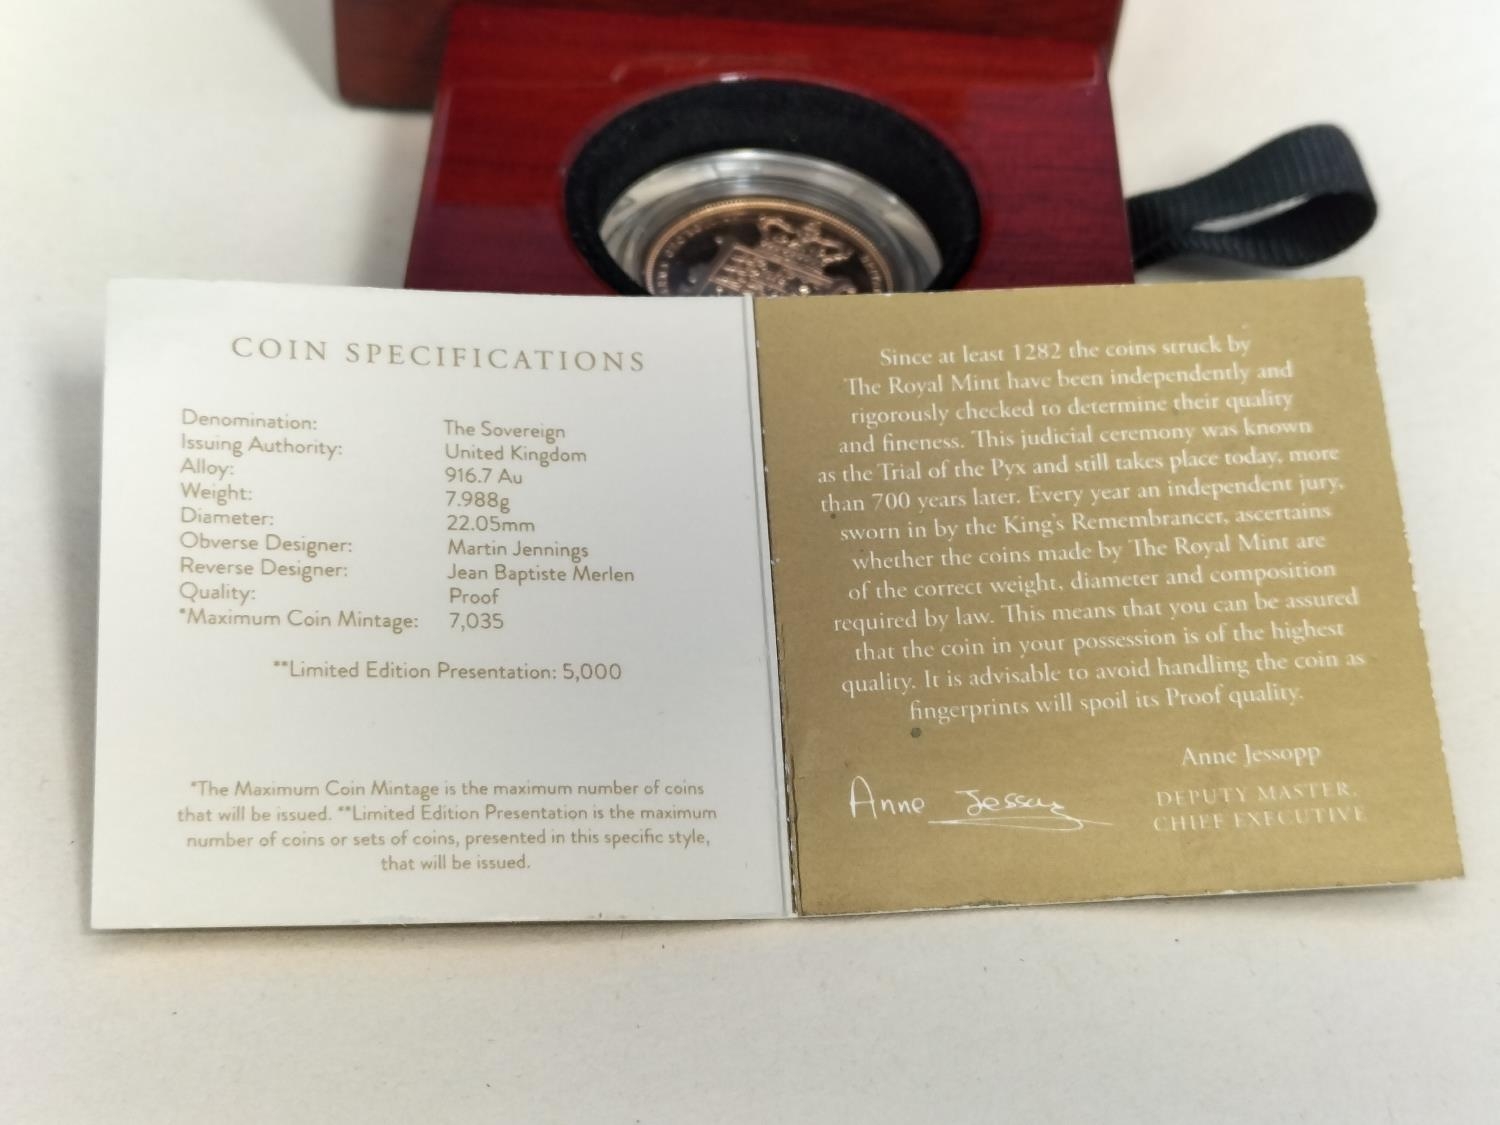 COIN SPECIFICATIONS
Denomination: The Sovereign
Issuing Authority: United Kingdom
Alloy: 916.7 Au
Weight: 7.988g
Diameter: 22.05mm
Obverse Designer: Martin Jennings
Reverse Designer: Jean Baptiste Merlen
Quality: Proof
*Maximum Coin Mintage: 7,035
**Limited Edition Presentation: 5,000
*The Maximum Coin Mintage is the maximum number of coins
that will be issued. **Limited Edition Presentation is the maximum
number of coins or sets of coins, presented in this specific style,
that will be issued.
Since at least 1282 the coins struck by
The Royal Mint have been independently and
rigorously checked to determine their quality
and fineness. This judicial ceremony was known
as the Trial of the Pyx and still takes place today, more
than 700 years later. Every year an independent jury,
sworn in by the King's Remembrancer, ascertains
whether the coins made by The Royal Mint are
of the correct weight, diameter and composition
required by law. This means that you can be assured
that the coin in your possession is of the highest
quality. It is advisable to avoid handling the coin as
fingerprints will spoil its Proof quality.
Anne Jessopp
Anne Jessopp
DEPUTY MASTER,
CHIEF EXECUTIVE